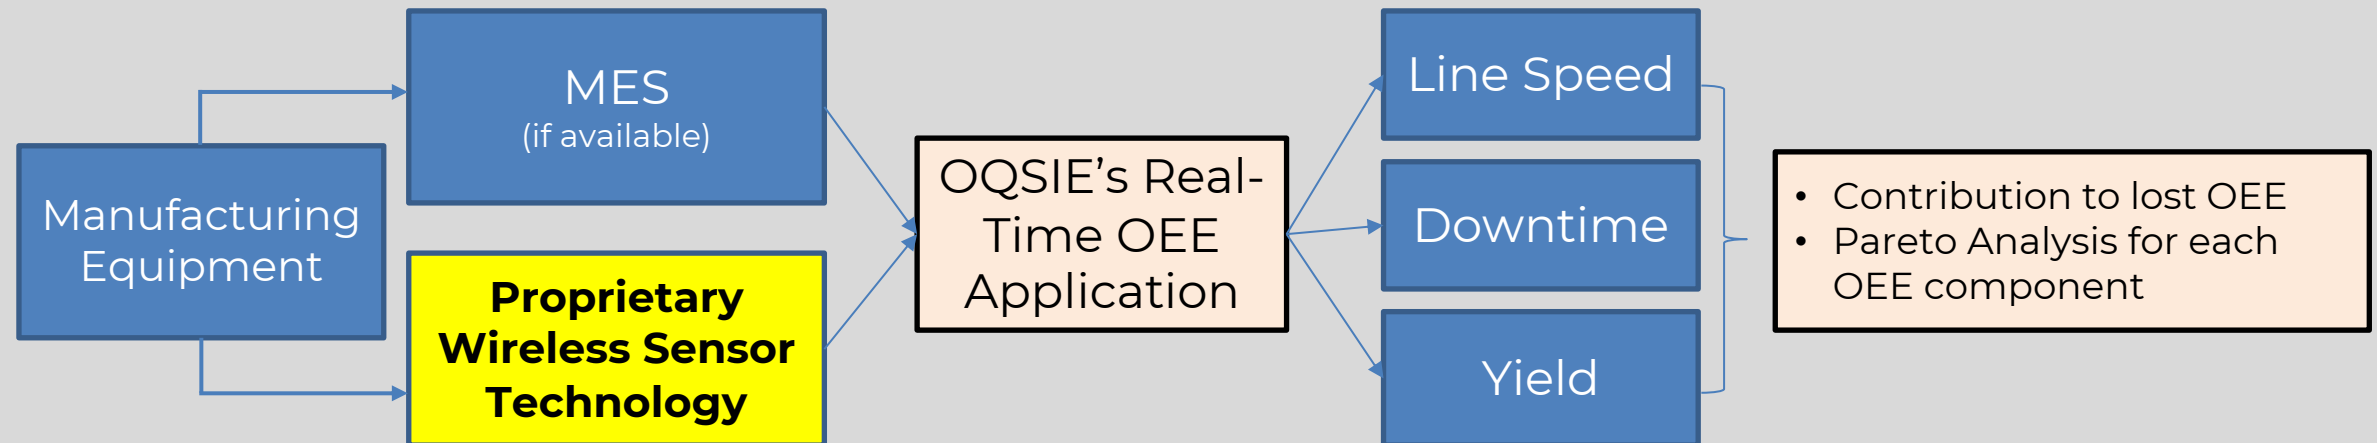 Manufacturing
Equipment
MES
(if available)
Proprietary
Wireless Sensor
Technology
OQSIE’s Real-
Time OEE
Application
Line Speed
Downtime
Yield
• Contribution to lost OEE
• Pareto Analysis for each
OEE component